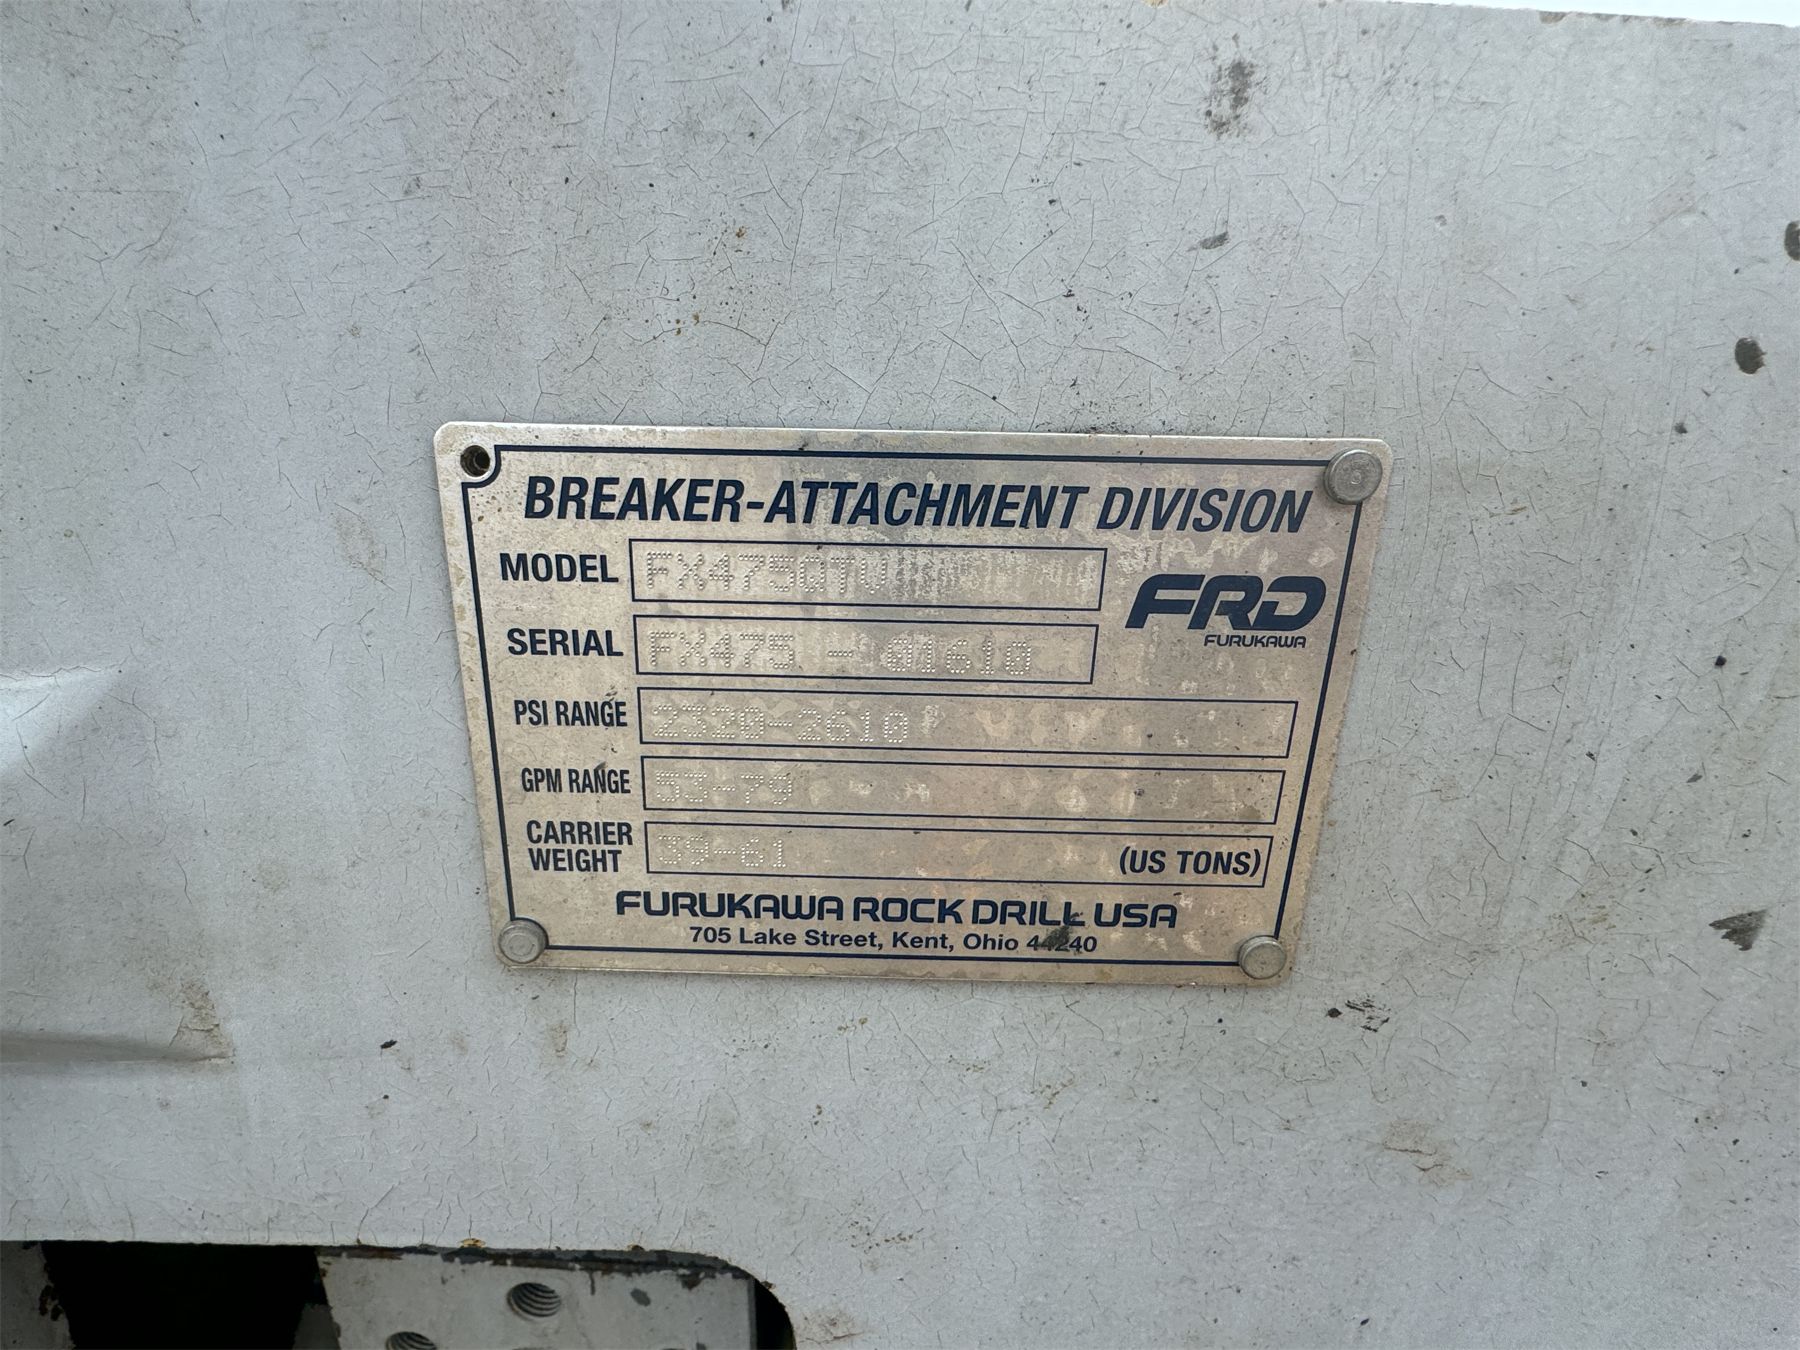 BREAKER-ATTACHMENT DIVISION
MODEL FX475QTV
FRD
FURUKAWA
SERIAL FX475 - 01610
PSI RANGE 2320-2610
GPM RANGE 53-79
CARRIER WEIGHT 39-61 (US TONS)
FURUKAWA ROCK DRILL USA
705 Lake Street, Kent, Ohio 44240